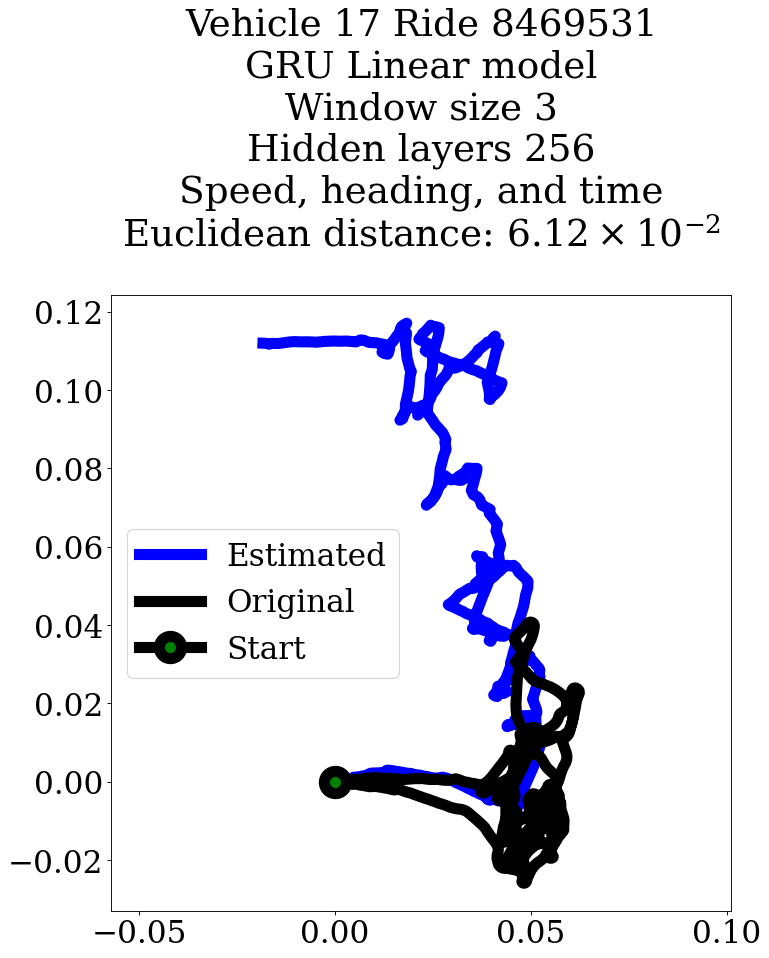 Vehicle 17 Ride 8469531
GRU Linear model
Window size 3
Hidden layers 256
Speed, heading, and time
Euclidean distance: 6.12 × 10⁻²
0.12
0.10
0.08
0.06
0.04
0.02
0.00
−0.02
Estimated
Original
Start
−0.05 0.00 0.05 0.10